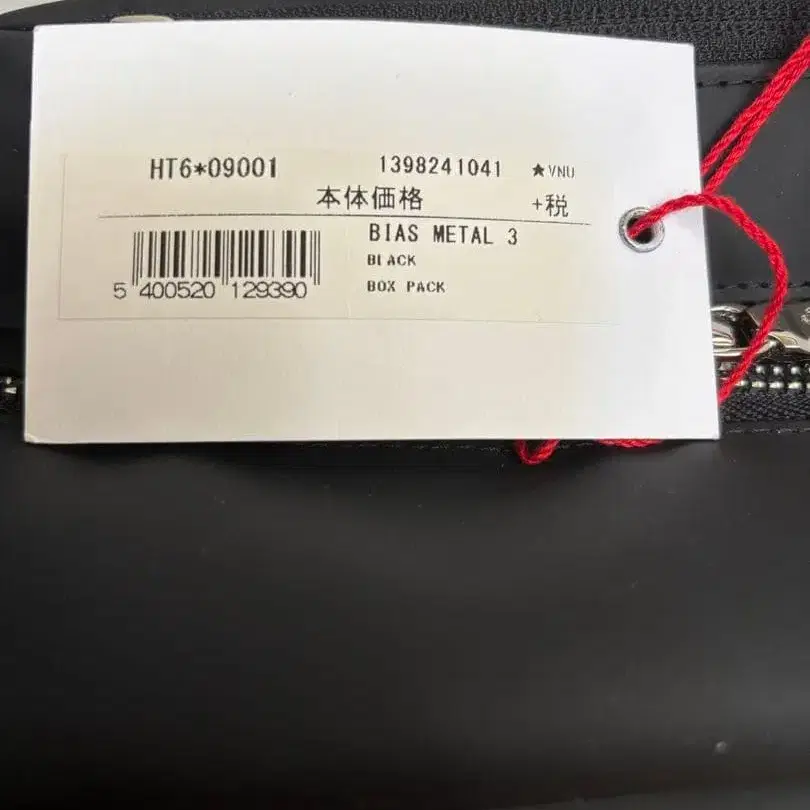 HT6*09001 1398241041 ★VNU
本体価格 +税
BIAS METAL 3
BLACK
BOX PACK
5 400520 129390